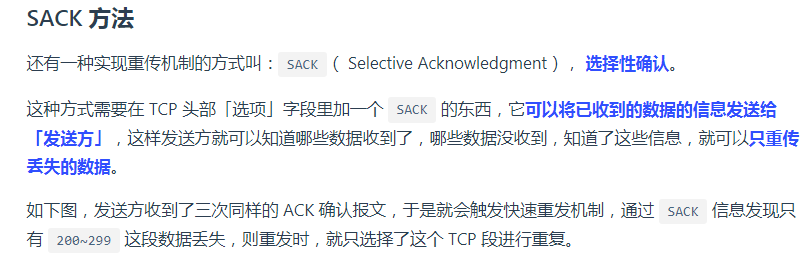 SACK 方法
还有一种实现重传机制的方式叫：SACK（ Selective Acknowledgment）， 选择性确认。
这种方式需要在 TCP 头部「选项」字段里加一个 SACK 的东西，它可以将已收到的数据的信息发送给
「发送方」，这样发送方就可以知道哪些数据收到了，哪些数据没收到，知道了这些信息，就可以只重传
丢失的数据。
如下图，发送方收到了三次同样的 ACK 确认报文，于是就会触发快速重发机制，通过 SACK 信息发现只
有 200~299 这段数据丢失，则重发时，就只选择了这个 TCP 段进行重复。